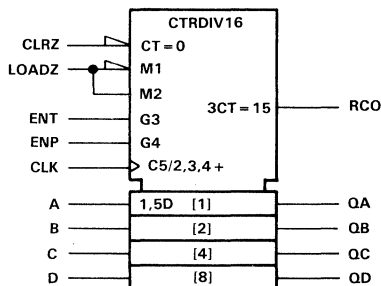 CTRDIV16
CLRZ CT = 0
LOADZ M1
M2
3CT = 15 RCO
ENT G3
ENP G4
CLK C5/2,3,4 +
A 1,5D [1] QA
B [2] QB
C [4] QC
D [8] QD